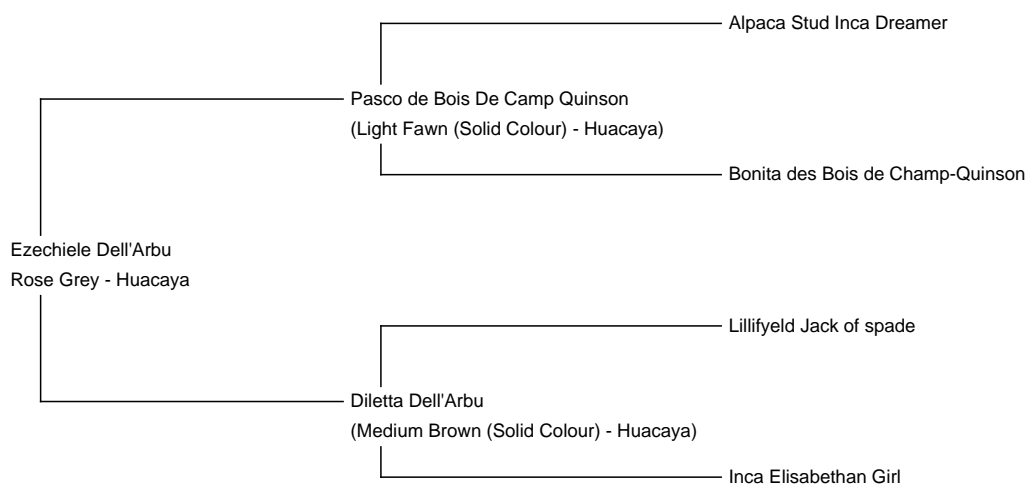 Alpaca Stud Inca Dreamer
Pasco de Bois De Camp Quinson
(Light Fawn (Solid Colour) - Huacaya)
Bonita des Bois de Champ-Quinson
Ezechiele Dell'Arbu
Rose Grey - Huacaya
Lillifyeld Jack of spade
Diletta Dell'Arbu
(Medium Brown (Solid Colour) - Huacaya)
Inca Elisabethan Girl